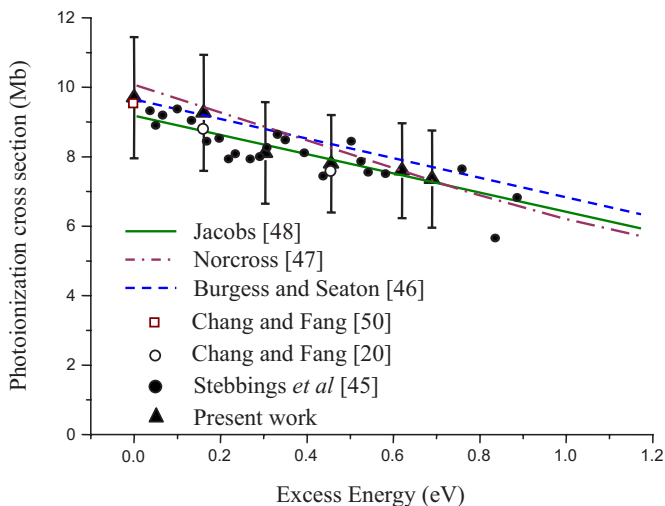 12
10
8
6
4
2
0
Photoionization cross section (Mb)
Jacobs [48]
Norcross [47]
Burgess and Seaton [46]
Chang and Fang [50]
Chang and Fang [20]
Stebbings et al [45]
Present work
0.0 0.2 0.4 0.6 0.8 1.0 1.2
Excess Energy (eV)